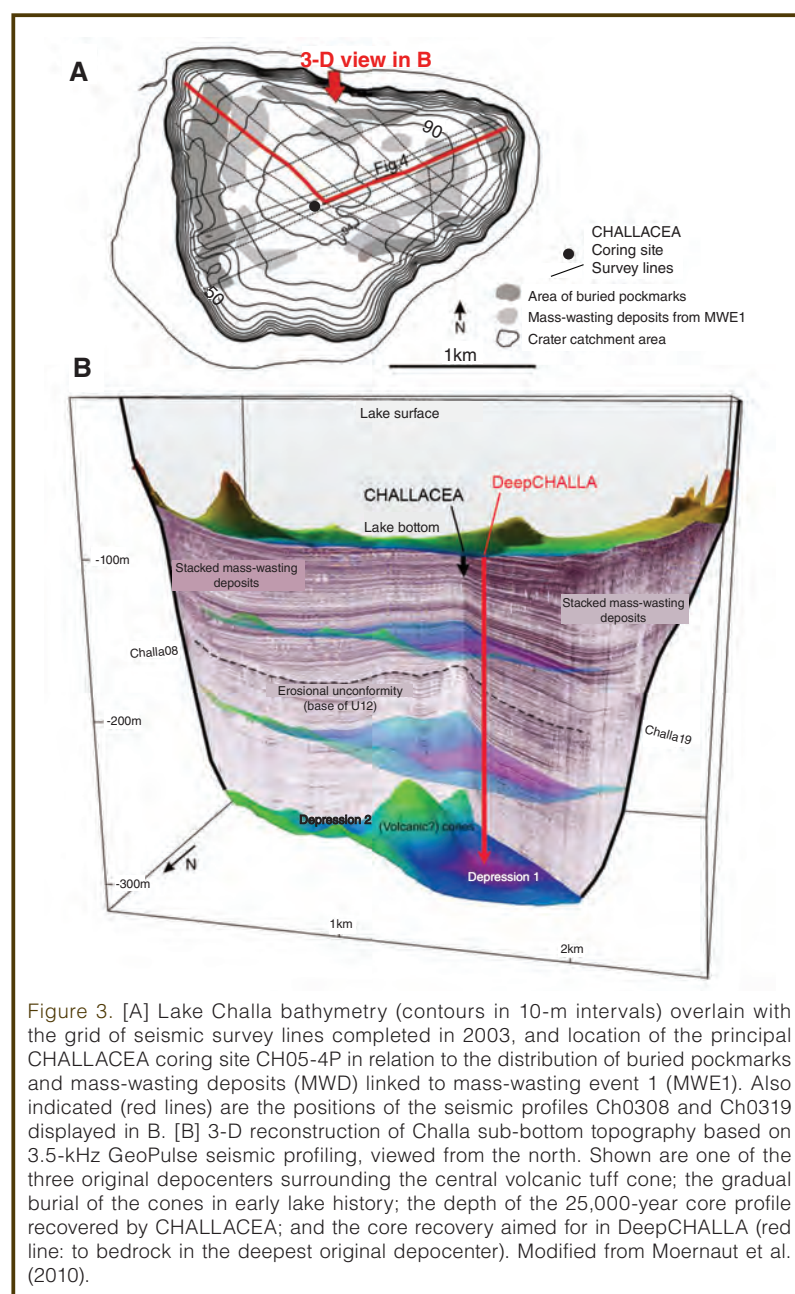 A
3-D view in B
90
Fig 4
50
CHALLACEA
Coring site
Survey lines
Area of buried pockmarks
Mass-wasting deposits from MWE1
Crater catchment area
N
1km
B
Lake surface
CHALLACEA
DeepCHALLA
Lake bottom
-100m
Stacked mass-wasting
deposits
Stacked mass-wasting
deposits
Challa08
Erosional unconformity
(base of U12)
-200m
Challa19
Depression 2
(Volcanic?) cones
Depression 1
N
-300m
1km
2km
Figure 3. [A] Lake Challa bathymetry (contours in 10-m intervals) overlain with
the grid of seismic survey lines completed in 2003, and location of the principal
CHALLACEA coring site CH05-4P in relation to the distribution of buried pockmarks
and mass-wasting deposits (MWD) linked to mass-wasting event 1 (MWE1). Also
indicated (red lines) are the positions of the seismic profiles Ch0308 and Ch0319
displayed in B. [B] 3-D reconstruction of Challa sub-bottom topography based on
3.5-kHz GeoPulse seismic profiling, viewed from the north. Shown are one of the
three original depocenters surrounding the central volcanic tuff cone; the gradual
burial of the cones in early lake history; the depth of the 25,000-year core profile
recovered by CHALLACEA; and the core recovery aimed for in DeepCHALLA (red
line: to bedrock in the deepest original depocenter). Modified from Moernaut et al.
(2010).